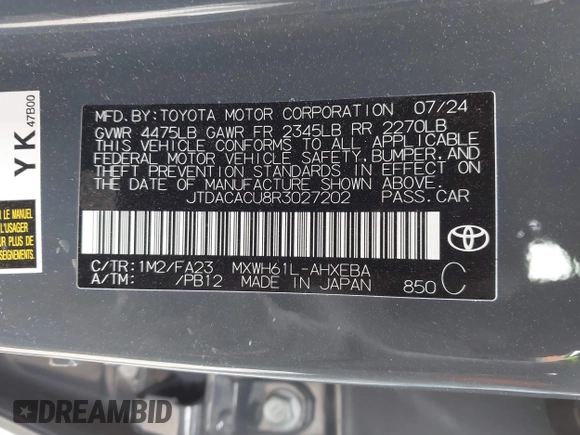 MFD.BY:TOYOTA MOTOR CORPORATION 07/24
GVWR 4475LB GAWR FR 2345LB RR 2270LB
THIS VEHICLE CONFORMS TO ALL APPLICABLE
FEDERAL MOTOR VEHICLE SAFETY, BUMPER, AND
THEFT PREVENTION STANDARDS IN EFFECT ON
THE DATE OF MANUFACTURE SHOWN ABOVE.
JTDACACU8R3027202 PASS.CAR
TOYOTA
C/TR:1M2/FA23 MXWH61L-AHXEBA
A/TM: /PB12 MADE IN JAPAN 850 C
YK 47B00
LE MANUEL
PLUS DE
DREAMBID